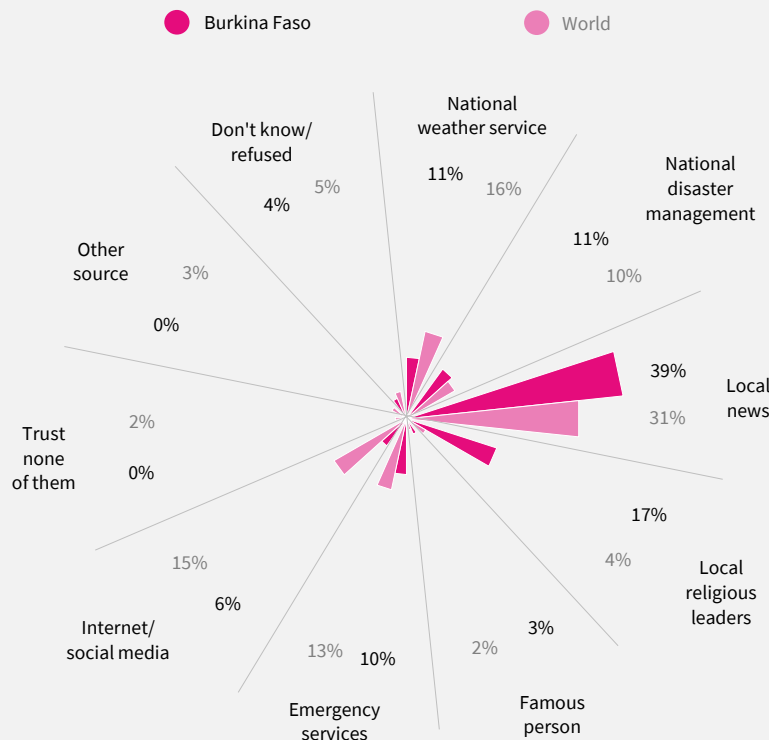 Burkina Faso
World
National
weather service
11%
16%
National
disaster
management
11%
10%
Local
news
39%
31%
Local
religious
leaders
17%
4%
Famous
person
3%
2%
Emergency
services
10%
13%
Internet/
social media
6%
15%
Trust
none
of them
0%
2%
Other
source
0%
3%
Don't know/
refused
4%
5%